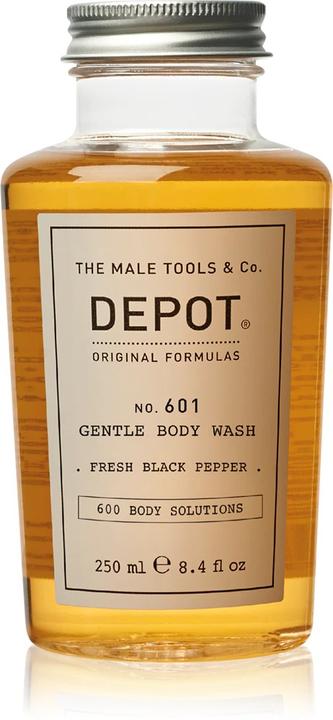 THE MALE TOOLS & Co.
DEPOT®
ORIGINAL FORMULAS
NO. 601
GENTLE BODY WASH
. FRESH BLACK PEPPER .
600 BODY SOLUTIONS
250 ml ℮ 8.4 fl oz